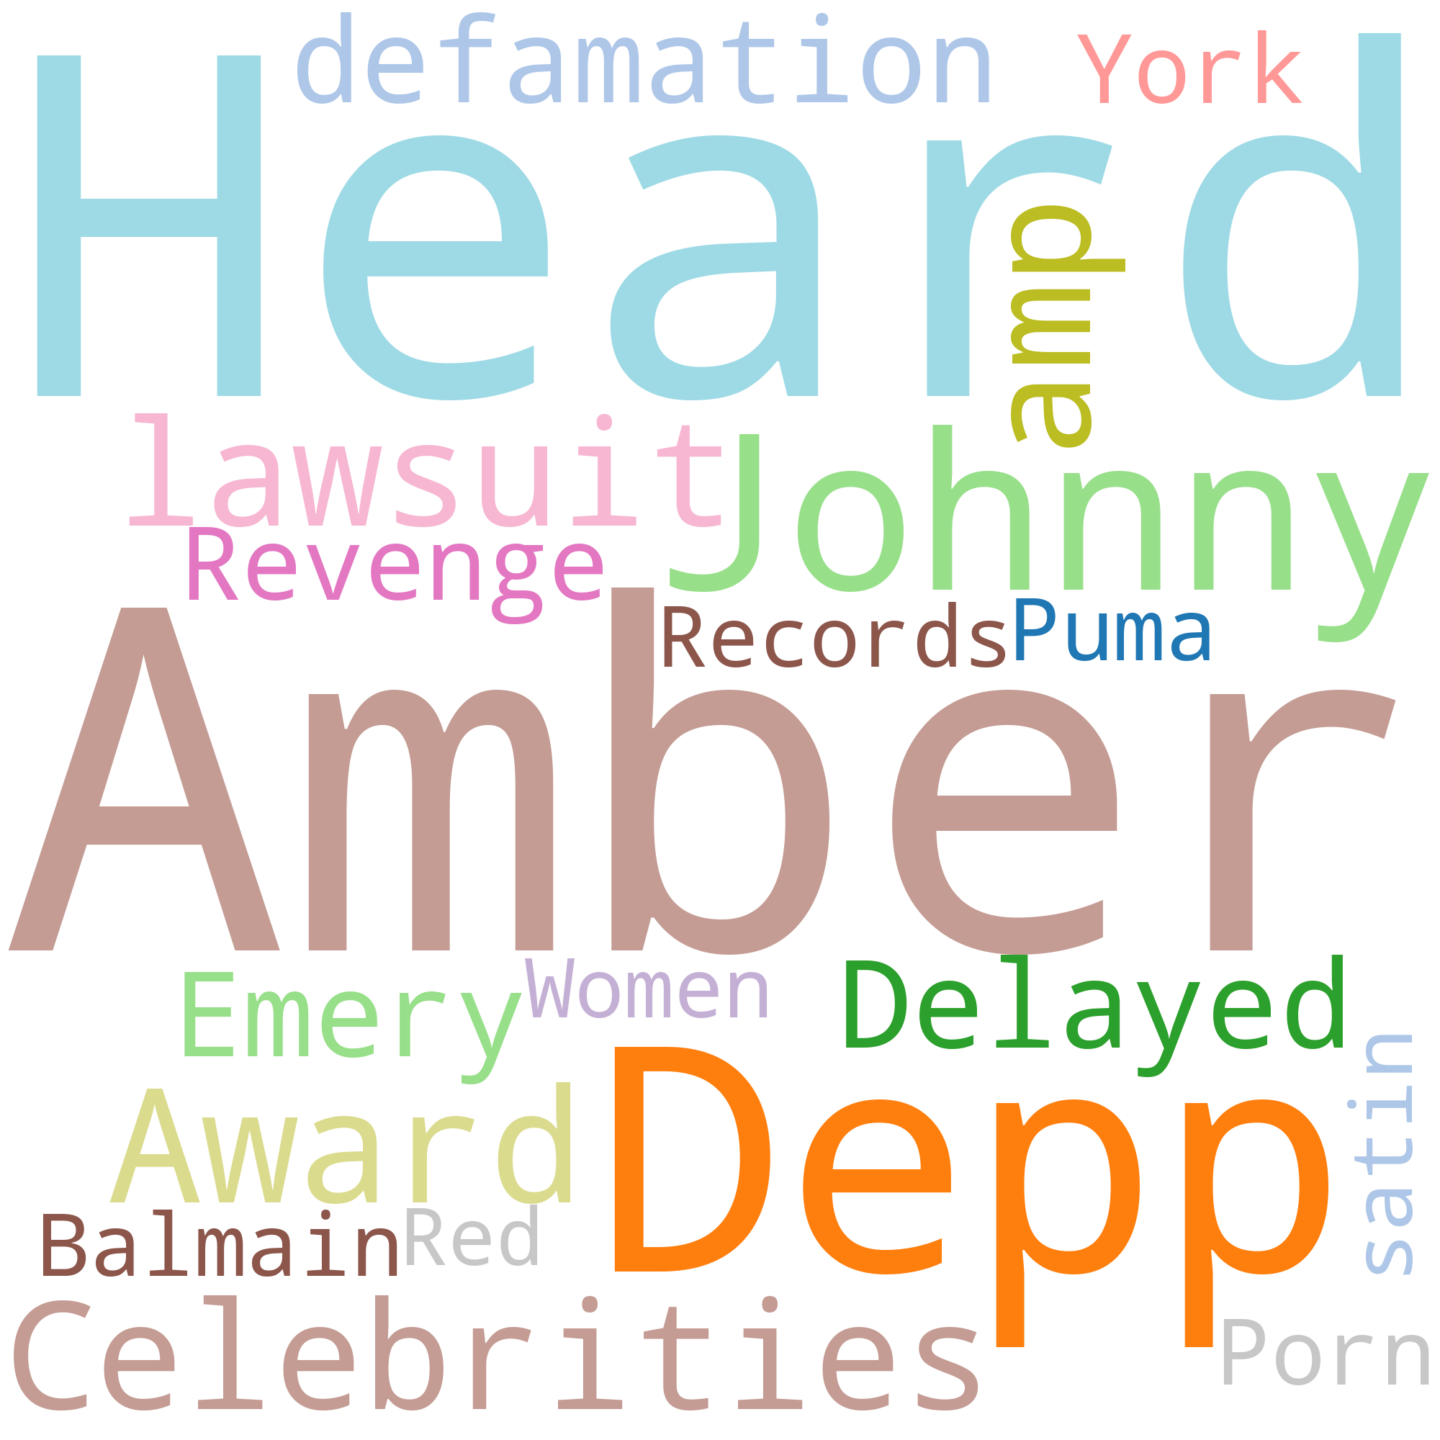 defamation
York
Heard
amp
lawsuit
Johnny
Revenge
Records
Puma
Amber
Women
Delayed
Emery
satin
Award
Depp
Balmain
Red
Celebrities
Porn